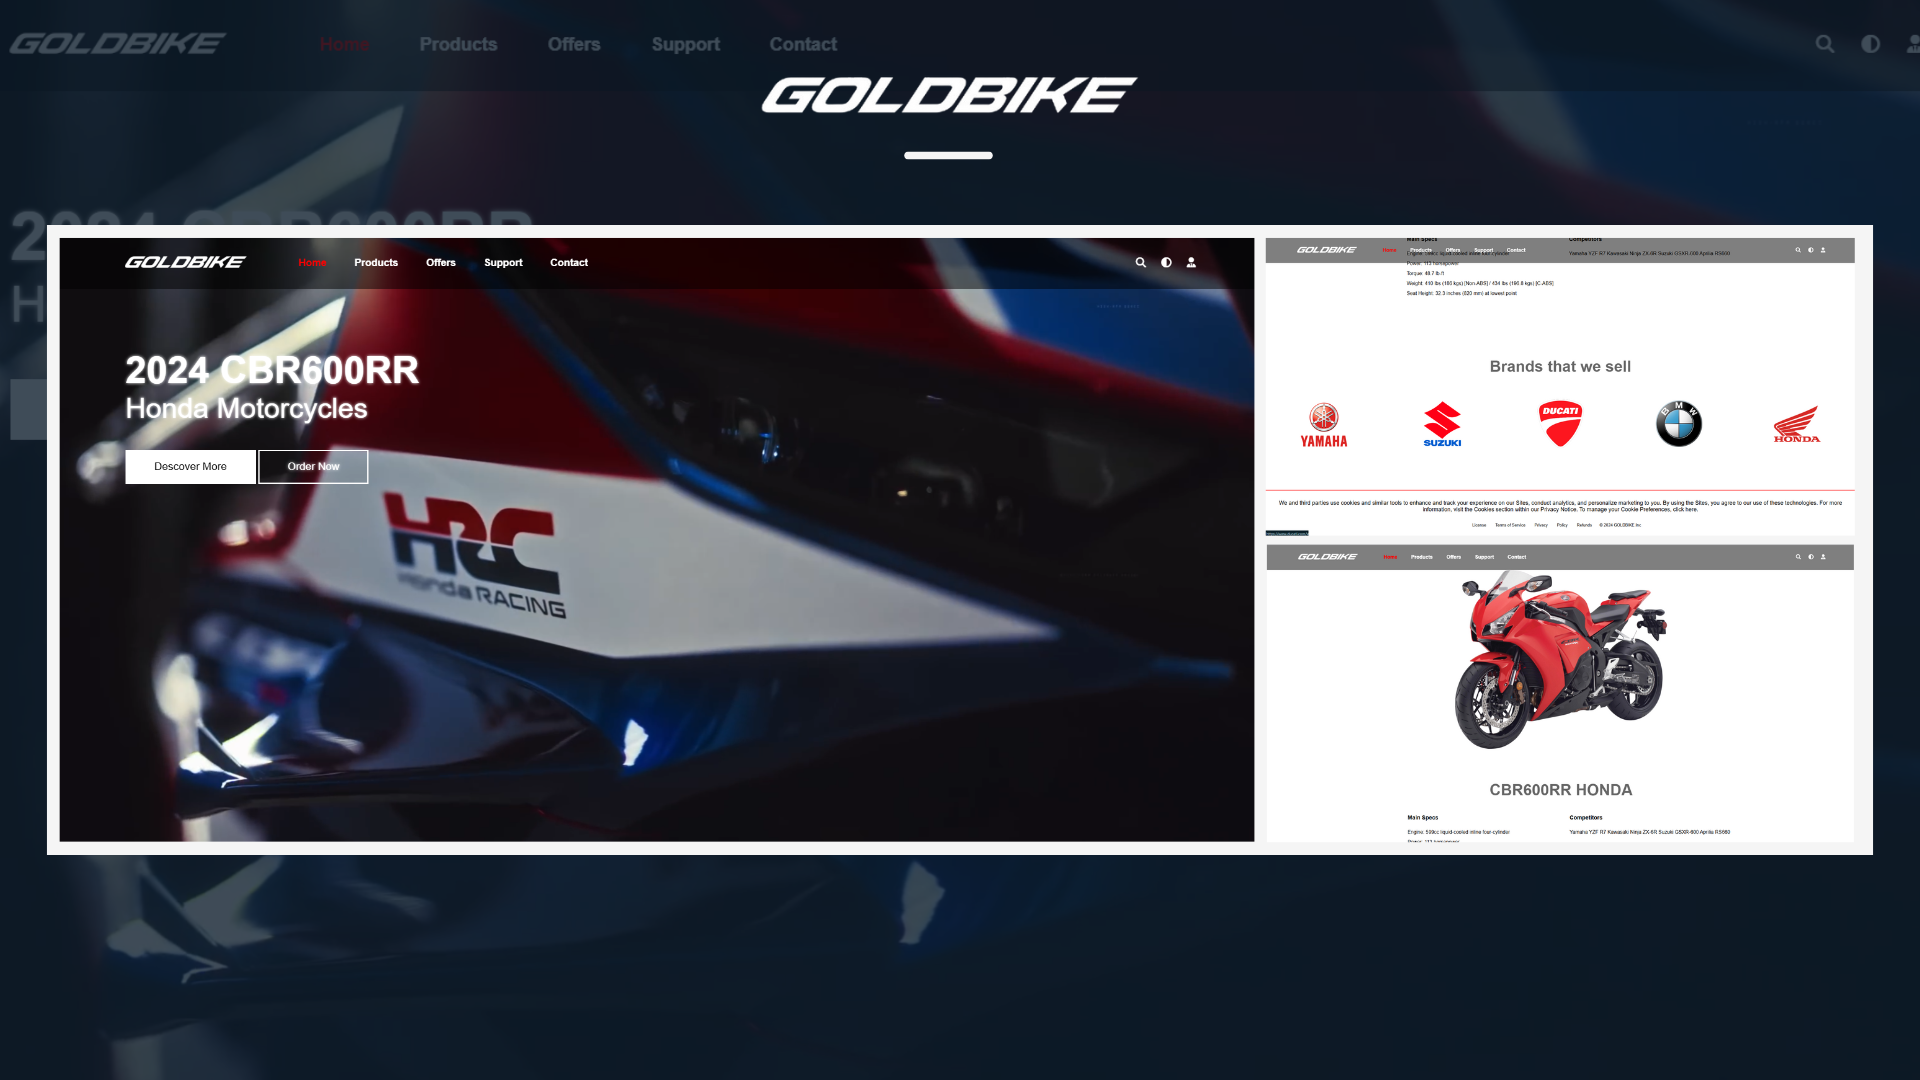 GOLDBIKE
Home Products Offers Support Contact
GOLDBIKE
GOLDBIKE
Home Products Offers Support Contact
2024 CBR600RR
Honda Motorcycles
Descover More
Order Now
HRC
Honda RACING
GOLDBIKE
Home Products Offers Support Contact
Main Specs
Competitors
Engine: 599cc liquid-cooled inline four-cylinder
Yamaha YZF R7 Kawasaki Ninja ZX-6R Suzuki GSXR-600 Aprilia RS660
Power: 113 horsepower
Weight: 410 lbs (186 kgs) [Non-ABS] / 434 lbs (196.8 kgs) [C-ABS]
Seat Height: 32.3 inches (820 mm) at lowest point
Brands that we sell
YAMAHA
SUZUKI
DUCATI
BMW
HONDA
We and third parties use cookies and similar tools to enhance and track your experience on our Sites, conduct analytics, and personalize marketing to you. By using the Sites, you agree to our use of these technologies. For more
information, visit the Cookies section within our Privacy Notice. To manage your Cookie Preferences, click here.
License Terms of Service Privacy Policy Refunds © 2024 GOLDBIKE.Inc
GOLDBIKE
Home Products Offers Support Contact
CBR600RR HONDA
Main Specs
Competitors
Engine: 599cc liquid-cooled inline four-cylinder
Yamaha YZF R7 Kawasaki Ninja ZX-6R Suzuki GSXR-600 Aprilia RS660